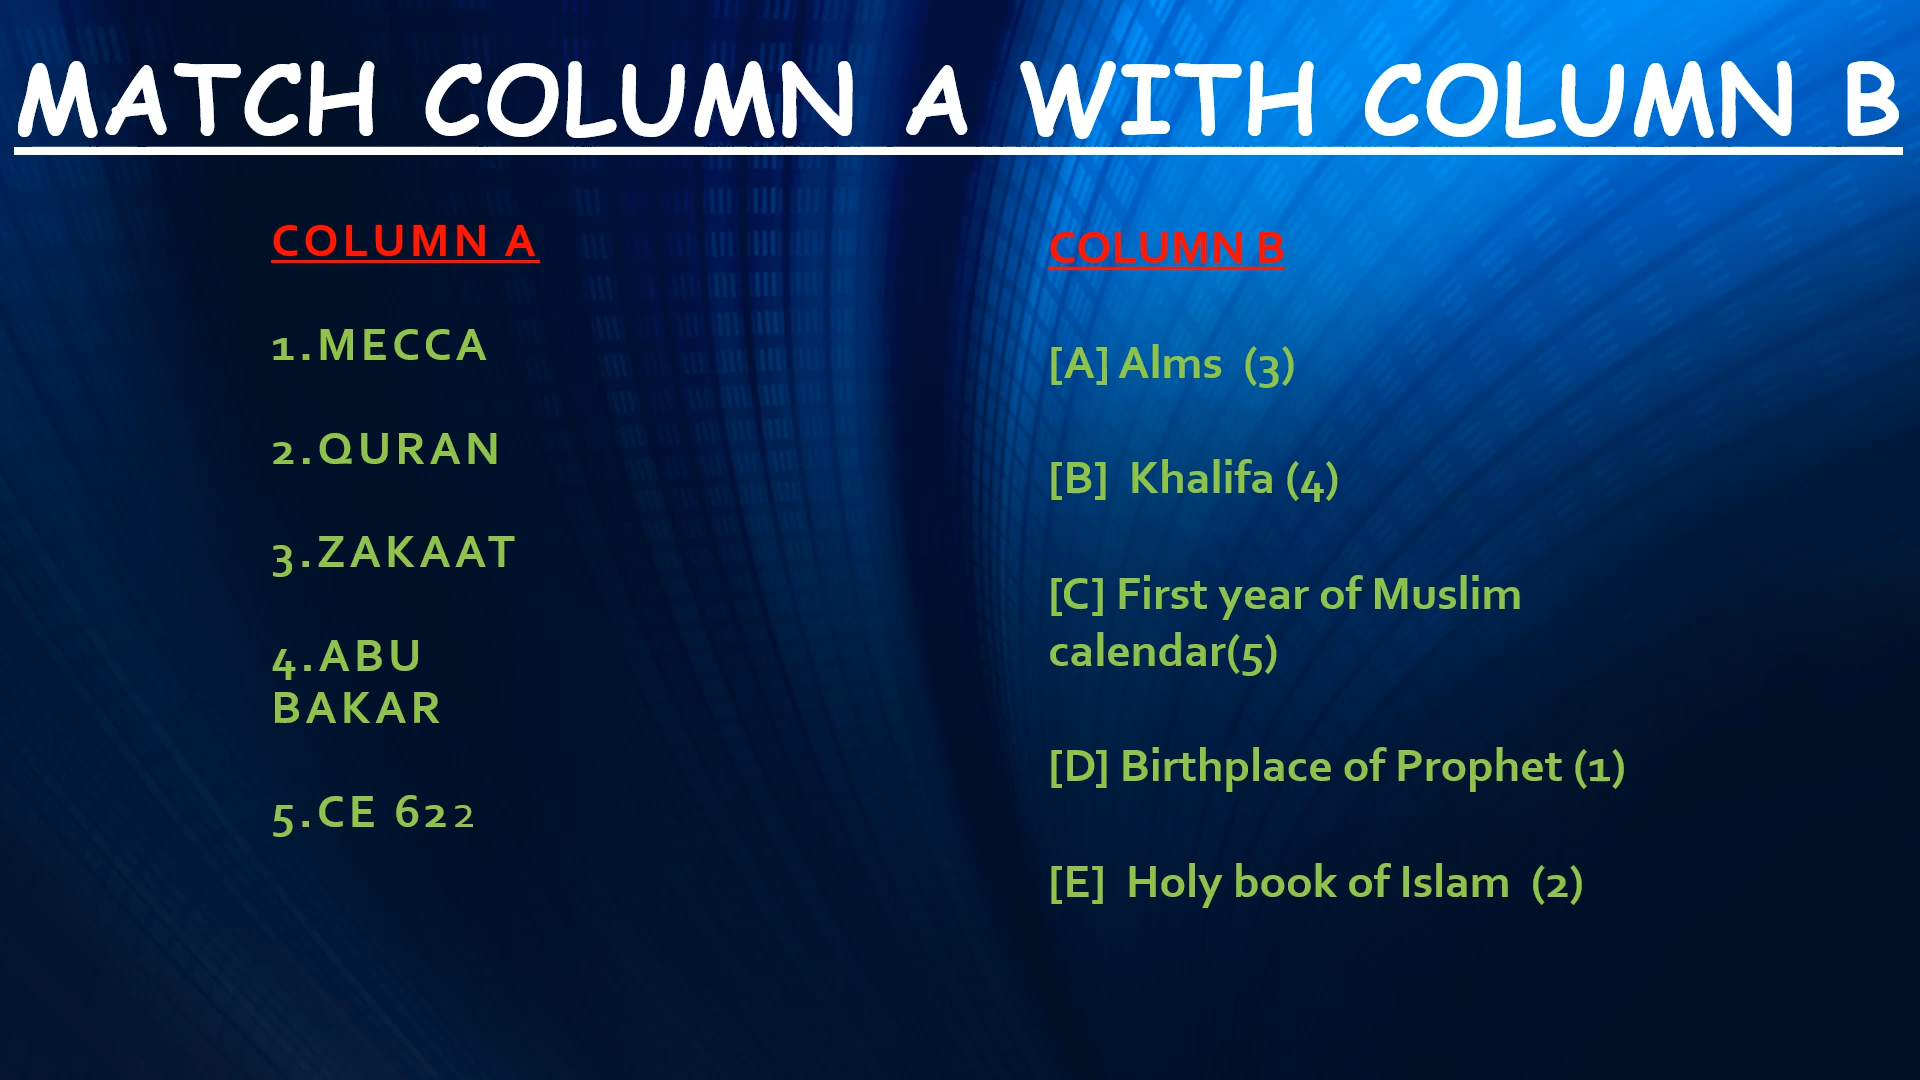 MATCH COLUMN A WITH COLUMN B
COLUMN A
1.MECCA
2.QURAN
3.ZAKAAT
4.ABU
BAKAR
5.CE 622
COLUMN B
[A] Alms (3)
[B] Khalifa (4)
[C] First year of Muslim
calendar(5)
[D] Birthplace of Prophet (1)
[E] Holy book of Islam (2)